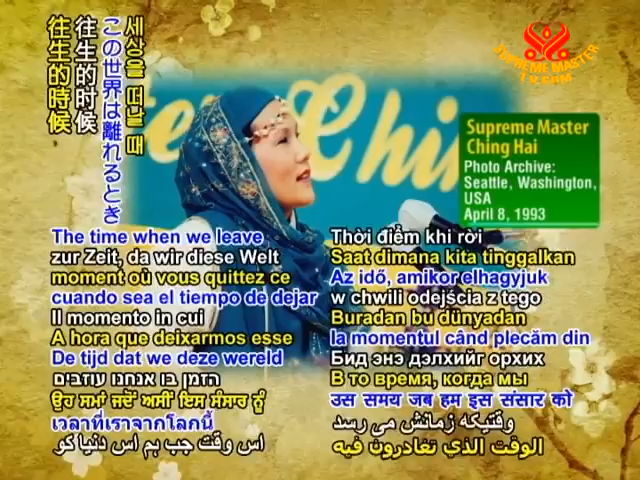 세상을 떠날 때
この世界は離れるとき
往生的时候
往生的時候
SUPREME MASTER
TV.COM
Supreme Master
Ching Hai
Photo Archive:
Seattle, Washington,
USA
April 8, 1993
The time when we leave
zur Zeit, da wir diese Welt
moment où vous quittez ce
cuando sea el tiempo de dejar
Il momento in cui
A hora que deixarmos esse
De tijd dat we deze wereld
הזמן בו אנחנו עוזבים
ਉਹ ਸਮਾਂ ਜਦੋਂ ਅਸੀਂ ਇਸ ਸੰਸਾਰ ਨੂੰ
เวลาที่เราจากโลกนี้
اس وقت جب ہم اس دنیا کو
Thời điểm khi rời
Saat dimana kita tinggalkan
Az idő, amikor elhagyjuk
w chwili odejścia z tego
Buradan bu dünyadan
la momentul când plecăm din
Бид энэ дэлхийг орхих
В то время, когда мы
उस समय जब हम इस संसार को
وقتیکه زمانش می رسد
الوقت الذي تغادرون فيه